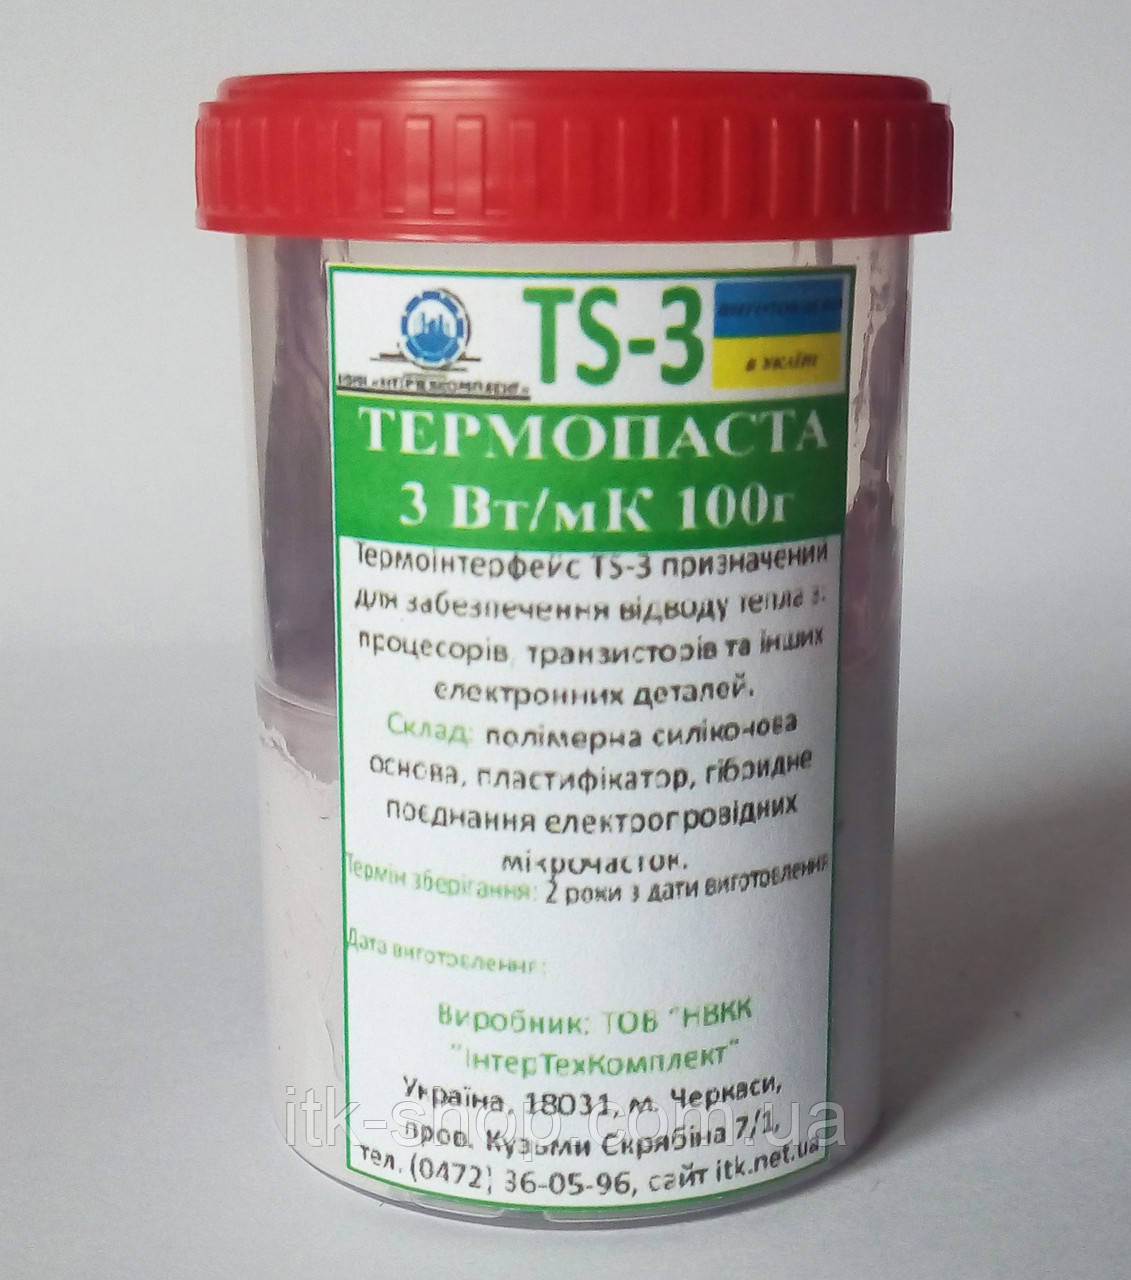 TS-3
ВИГОТОВЛЕНО
В УКРАЇНІ
ТЕРМОПАСТА
3 Вт/мК 100г
Термоінтерфейс TS-3 призначений
для забезпечення відводу тепла з
процесорів, транзисторів та інших
електронних деталей.
Склад: полімерна силіконова
основа, пластифікатор, гібридне
поєднання електропровідних
мікрочасток.
Термін зберігання: 2 роки з дати виготовлення
Дата виготовлення:
Виробник: ТОВ "НВКК
"ІнтерТехКомплект"
Україна, 18031, м. Черкаси,
пров. Кузьми Скрябіна 7/1,
тел. (0472) 36-05-96, сайт itk.net.ua
itk-shop.com.ua